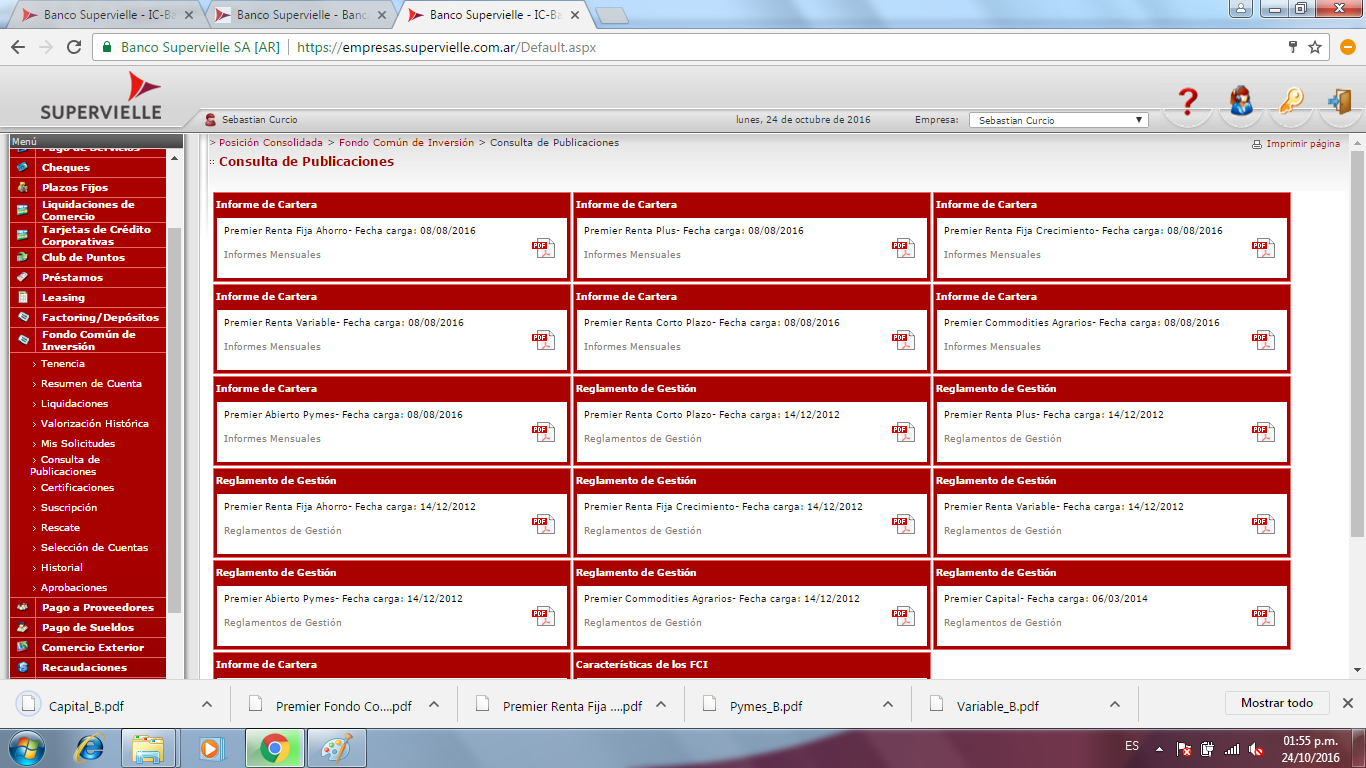 Banco Supervielle - IC-Ba
Banco Supervielle - Banca
Banco Supervielle - IC-Ba
Banco Supervielle SA [AR]
https://empresas.supervielle.com.ar/Default.aspx
SUPERVIELLE
Sebastian Curcio
lunes, 24 de octubre de 2016
Empresa:
Sebastian Curcio
Menú
Pago de Servicios
Cheques
Plazos Fijos
Liquidaciones de
Comercio
Tarjetas de Crédito
Corporativas
Club de Puntos
Préstamos
Leasing
Factoring/Depósitos
Fondo Común de
Inversión
> Tenencia
> Resumen de Cuenta
> Liquidaciones
> Valorización Histórica
> Mis Solicitudes
> Consulta de
Publicaciones
> Certificaciones
> Suscripción
> Rescate
> Selección de Cuentas
> Historial
> Aprobaciones
Pago a Proveedores
Pago de Sueldos
Comercio Exterior
Recaudaciones
> Posición Consolidada > Fondo Común de Inversión > Consulta de Publicaciones
Imprimir página
Consulta de Publicaciones
Informe de Cartera
Premier Renta Fija Ahorro- Fecha carga: 08/08/2016
Informes Mensuales
PDF
Informe de Cartera
Premier Renta Plus- Fecha carga: 08/08/2016
Informes Mensuales
PDF
Informe de Cartera
Premier Renta Fija Crecimiento- Fecha carga: 08/08/2016
Informes Mensuales
PDF
Informe de Cartera
Premier Renta Variable- Fecha carga: 08/08/2016
Informes Mensuales
PDF
Informe de Cartera
Premier Renta Corto Plazo- Fecha carga: 08/08/2016
Informes Mensuales
PDF
Informe de Cartera
Premier Commodities Agrarios- Fecha carga: 08/08/2016
Informes Mensuales
PDF
Informe de Cartera
Premier Abierto Pymes- Fecha carga: 08/08/2016
Informes Mensuales
PDF
Reglamento de Gestión
Premier Renta Corto Plazo- Fecha carga: 14/12/2012
Reglamentos de Gestión
PDF
Reglamento de Gestión
Premier Renta Plus- Fecha carga: 14/12/2012
Reglamentos de Gestión
PDF
Reglamento de Gestión
Premier Renta Fija Ahorro- Fecha carga: 14/12/2012
Reglamentos de Gestión
PDF
Reglamento de Gestión
Premier Renta Fija Crecimiento- Fecha carga: 14/12/2012
Reglamentos de Gestión
PDF
Reglamento de Gestión
Premier Renta Variable- Fecha carga: 14/12/2012
Reglamentos de Gestión
PDF
Reglamento de Gestión
Premier Abierto Pymes- Fecha carga: 14/12/2012
Reglamentos de Gestión
PDF
Reglamento de Gestión
Premier Commodities Agrarios- Fecha carga: 14/12/2012
Reglamentos de Gestión
PDF
Reglamento de Gestión
Premier Capital- Fecha carga: 06/03/2014
Reglamentos de Gestión
PDF
Informe de Cartera
Características de los FCI
Capital_B.pdf
Premier Fondo Co....pdf
Premier Renta Fija ....pdf
Pymes_B.pdf
Variable_B.pdf
Mostrar todo
ES
01:55 p.m.
24/10/2016